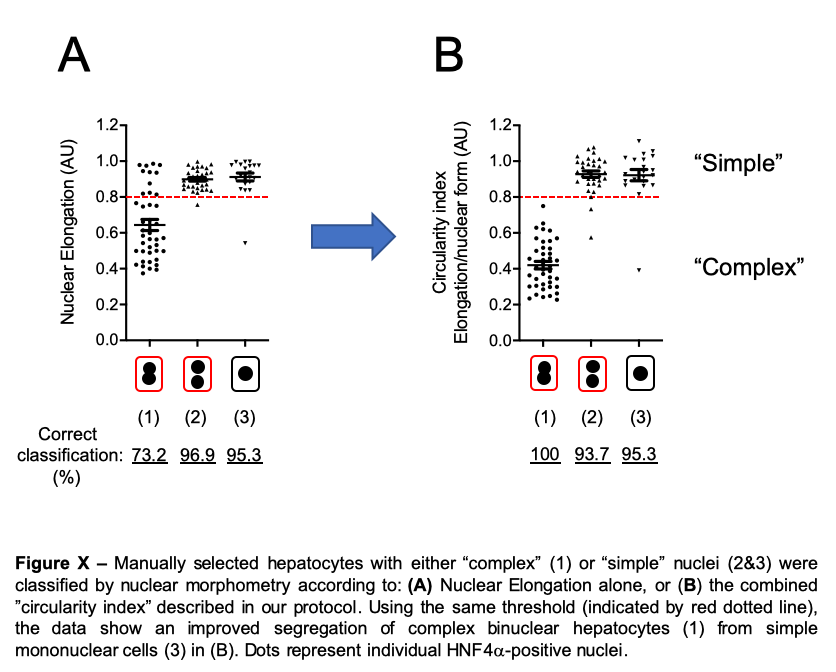 A
B
Nuclear Elongation (AU)
1.2
1.0
0.8
0.6
0.4
0.2
0.0
Circularity index
Elongation/nuclear form (AU)
1.2
1.0
0.8
0.6
0.4
0.2
0.0
“Simple”
“Complex”
(1) (2) (3)
(1) (2) (3)
Correct
classification: 73.2 96.9 95.3
(%)
100 93.7 95.3
Figure X – Manually selected hepatocytes with either “complex” (1) or “simple” nuclei (2&3) were
classified by nuclear morphometry according to: (A) Nuclear Elongation alone, or (B) the combined
”circularity index” described in our protocol. Using the same threshold (indicated by red dotted line),
the data show an improved segregation of complex binuclear hepatocytes (1) from simple
mononuclear cells (3) in (B). Dots represent individual HNF4α-positive nuclei.